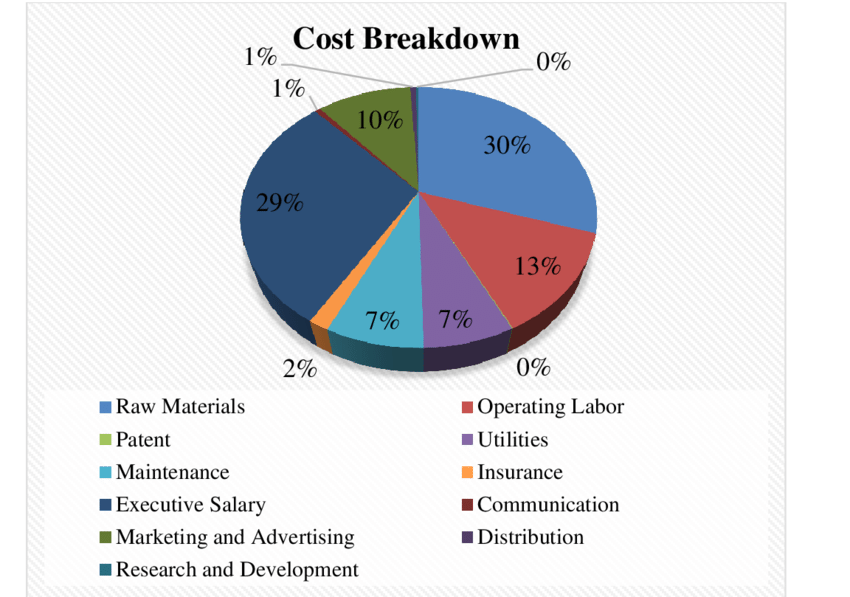 Cost Breakdown
1%
0%
1%
10%
30%
29%
13%
7%
7%
2%
0%
Raw Materials
Operating Labor
Patent
Utilities
Maintenance
Insurance
Executive Salary
Communication
Marketing and Advertising
Distribution
Research and Development